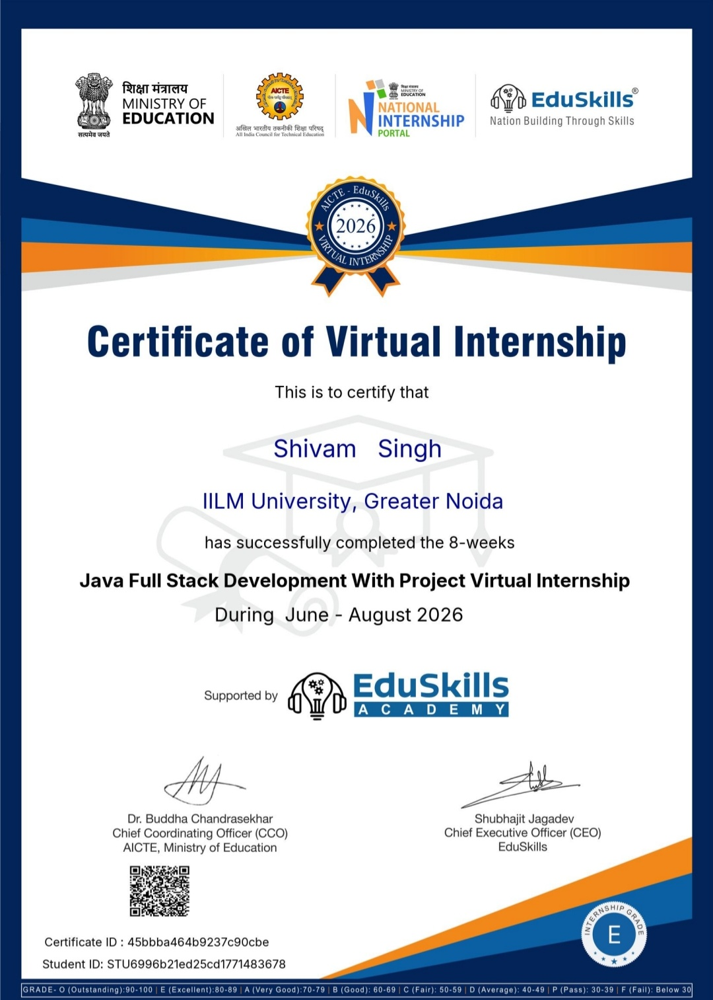 शिक्षा मंत्रालय
MINISTRY OF
EDUCATION
सत्यमेव जयते
AICTE
अखिल भारतीय तकनीकी शिक्षा परिषद्
All India Council for Technical Education
शिक्षा मंत्रालय
MINISTRY OF
EDUCATION
NATIONAL
INTERNSHIP
PORTAL
EduSkills®
Nation Building Through Skills
AICTE - EduSkills
2026
VIRTUAL INTERNSHIP
Certificate of Virtual Internship
This is to certify that
Shivam Singh
IILM University, Greater Noida
has successfully completed the 8-weeks
Java Full Stack Development With Project Virtual Internship
During June - August 2026
Supported by
EduSkills
ACADEMY
Dr. Buddha Chandrasekhar
Chief Coordinating Officer (CCO)
AICTE, Ministry of Education
Shubhajit Jagadev
Chief Executive Officer (CEO)
EduSkills
INTERNSHIP GRADE
E
Certificate ID : 45bbba464b9237c90cbe
Student ID: STU6996b21ed25cd1771483678
GRADE- O (Outstanding):90-100 | E (Excellent):80-89 | A (Very Good):70-79 | B (Good): 60-69 | C (Fair): 50-59 | D (Average): 40-49 | P (Pass): 30-39 | F (Fail): Below 30